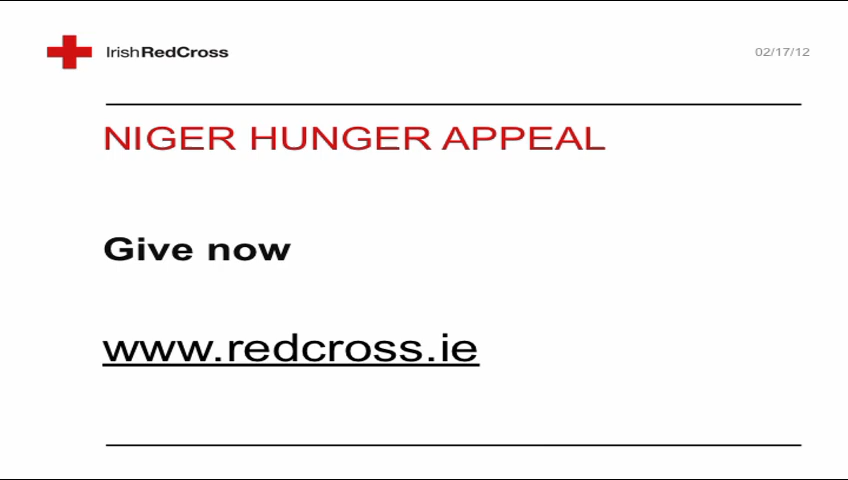 IrishRedCross
02/17/12
NIGER HUNGER APPEAL
Give now
www.redcross.ie